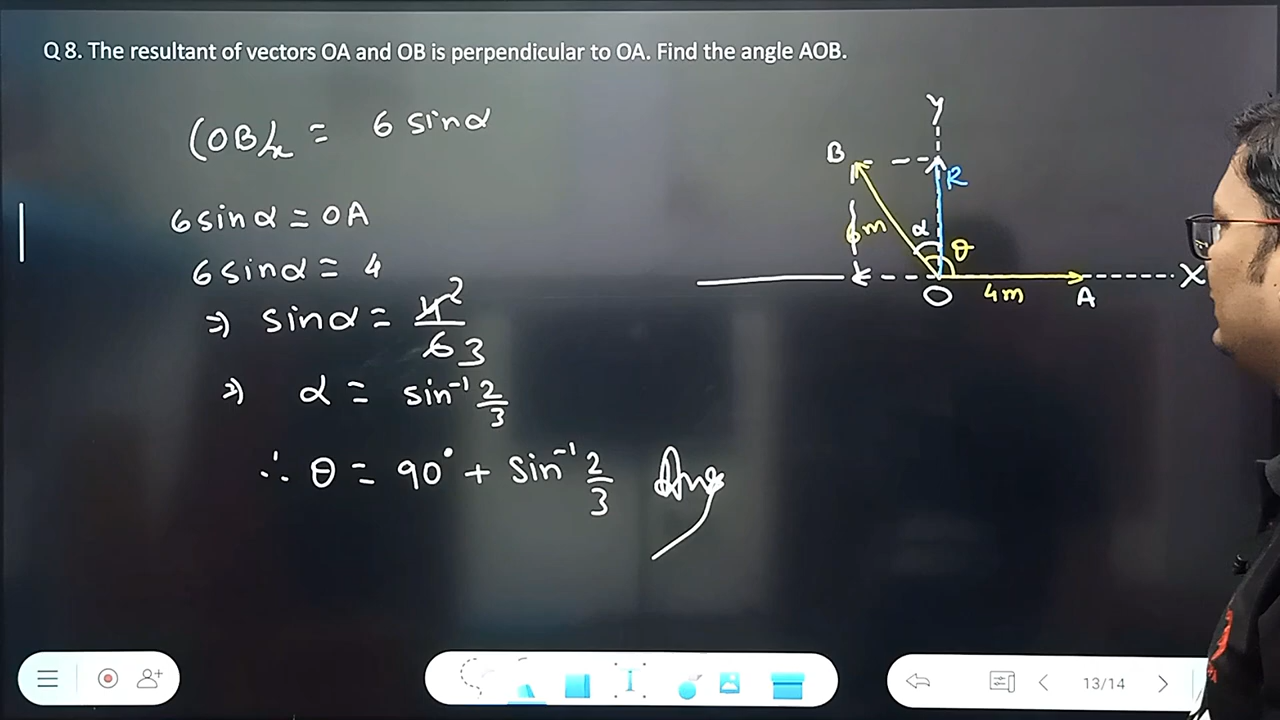 Q 8. The resultant of vectors OA and OB is perpendicular to OA. Find the angle AOB.
(OB)x = 6 sinα
6 sinα = OA
6 sinα = 4
⇒ sinα = 4 2 / 6 3
⇒ α = sin⁻¹ 2/3
∴ θ = 90° + sin⁻¹ 2/3 Ans
Y
B
R
6m
α
θ
X
O
4m
A
13/14